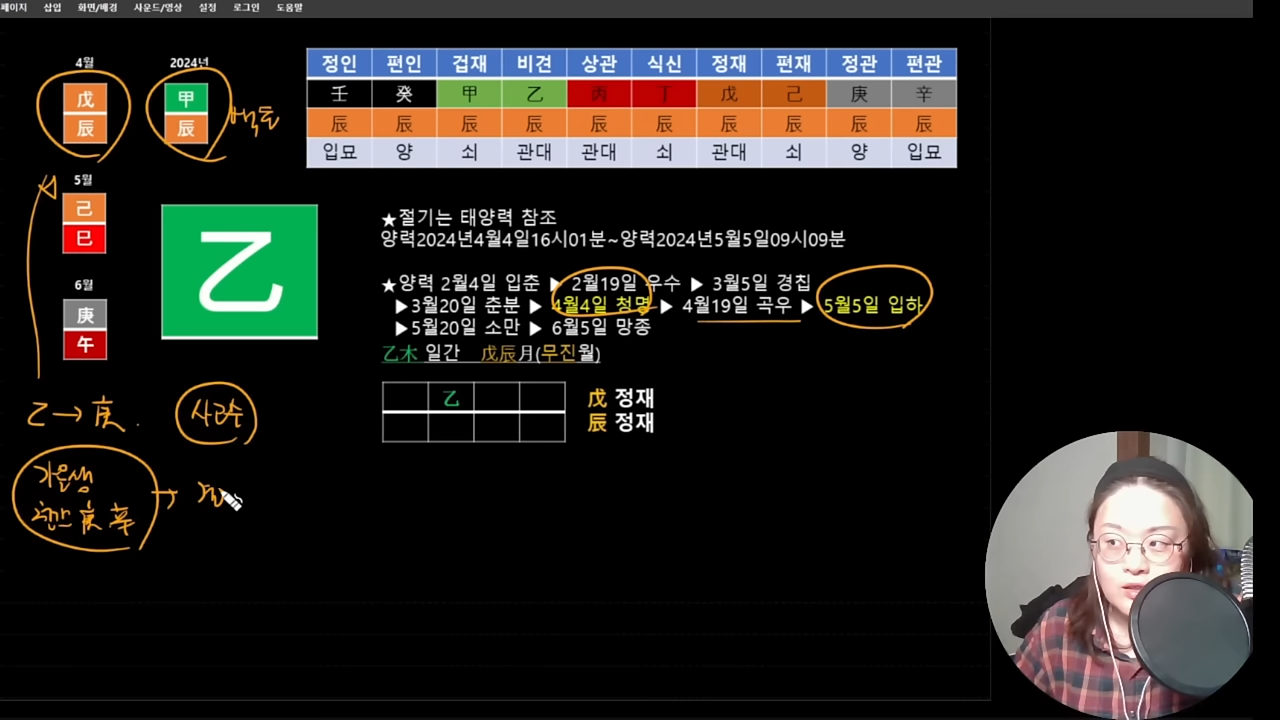 페이지 삽입 화면/배경 사운드/영상 설정 로그인 도움말
4월 2024년
戊 甲
辰 辰
5월
己
巳
6월
庚
午
乙
정인 편인 겁재 비견 상관 식신 정재 편재 정관 편관
壬 癸 甲 乙 丙 丁 戊 己 庚 辛
辰 辰 辰 辰 辰 辰 辰 辰 辰 辰
입묘 양 쇠 관대 관대 쇠 관대 쇠 양 입묘
★절기는 태양력 참조
양력2024년4월4일16시01분~양력2024년5월5일09시09분
★양력 2월4일 입춘 ▶ 2월19일 우수 ▶ 3월5일 경칩
▶3월20일 춘분 ▶ 4월4일 청명 ▶ 4월19일 곡우 ▶ 5월5일 입하
▶5월20일 소만 ▶ 6월5일 망종
乙木 일간 戊辰月(무진월)
乙
戊 정재
辰 정재
乙→庚.
가을생
천간 庚 辛 →